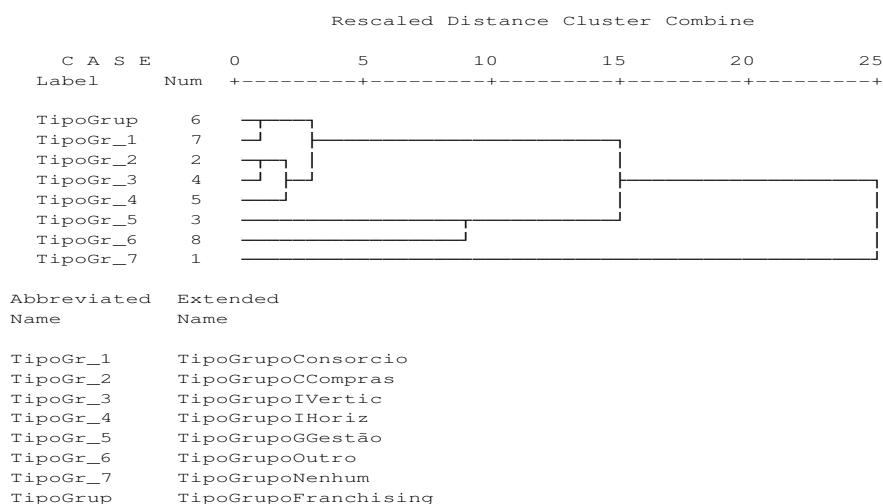 Rescaled Distance Cluster Combine
C A S E 0 5 10 15 20 25
Label Num +---------+---------+---------+---------+---------+
TipoGrup 6
TipoGr_1 7
TipoGr_2 2
TipoGr_3 4
TipoGr_4 5
TipoGr_5 3
TipoGr_6 8
TipoGr_7 1
Abbreviated Extended
Name Name
TipoGr_1 TipoGrupoConsorcio
TipoGr_2 TipoGrupoCCompras
TipoGr_3 TipoGrupoIVertic
TipoGr_4 TipoGrupoIHoriz
TipoGr_5 TipoGrupoGGestão
TipoGr_6 TipoGrupoOutro
TipoGr_7 TipoGrupoNenhum
TipoGrup TipoGrupoFranchising